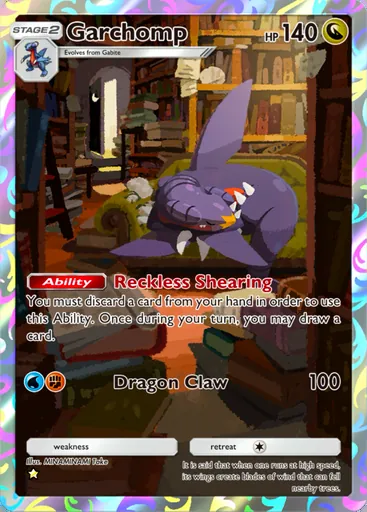 STAGE 2
Garchomp
HP 140
Evolves from Gabite
Ability Reckless Shearing
You must discard a card from your hand in order to use
this Ability. Once during your turn, you may draw a
card.
Dragon Claw 100
weakness
retreat
Illus. MINAMINAMI Take
It is said that when one runs at high speed,
its wings create blades of wind that can fell
nearby trees.